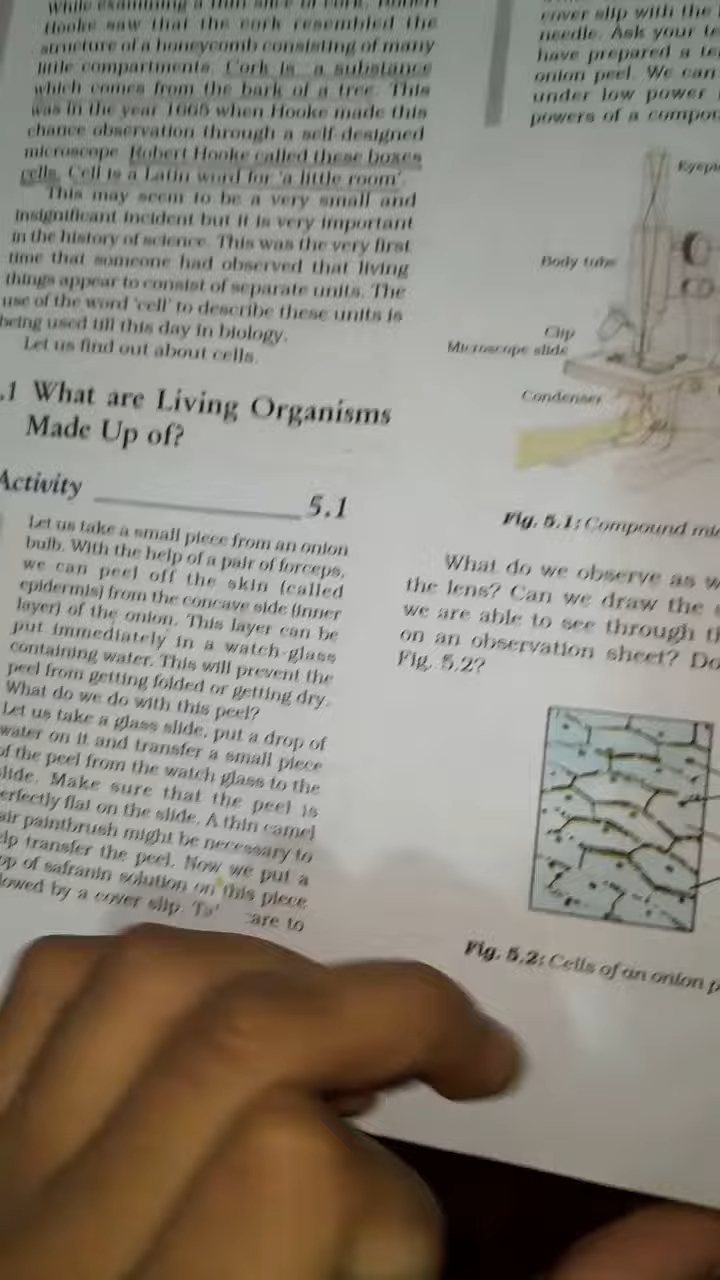 While examining a thin slice of cork, Robert
Hooke saw that the cork resembled the
structure of a honeycomb consisting of many
little compartments. Cork is a substance
which comes from the bark of a tree. This
was in the year 1665 when Hooke made this
chance observation through a self-designed
microscope. Robert Hooke called these boxes
cells. Cell is a Latin word for 'a little room'.
This may seem to be a very small and
insignificant incident but it is very important
in the history of science. This was the very first
time that someone had observed that living
things appear to consist of separate units. The
use of the word 'cell' to describe these units is
being used till this day in biology.
Let us find out about cells.
.1 What are Living Organisms
Made Up of?
Activity 5.1
Let us take a small piece from an onion
bulb. With the help of a pair of forceps,
we can peel off the skin (called
epidermis) from the concave side (inner
layer) of the onion. This layer can be
put immediately in a watch-glass
containing water. This will prevent the
peel from getting folded or getting dry.
What do we do with this peel?
Let us take a glass slide, put a drop of
water on it and transfer a small piece
of the peel from the watch glass to the
slide. Make sure that the peel is
perfectly flat on the slide. A thin camel
air paintbrush might be necessary to
elp transfer the peel. Now we put a
op of safranin solution on this piece
lowed by a cover slip. care to
cover slip with the
needle. Ask your te
have prepared a te
onion peel. We can
under low power
powers of a compou
Eyepi
Body tube
Clip
Microscope slide
Condenser
Fig. 5.1: Compound mic
What do we observe as w
the lens? Can we draw the
we are able to see through th
on an observation sheet? Do
Fig. 5.2?
Fig. 5.2: Cells of an onion p